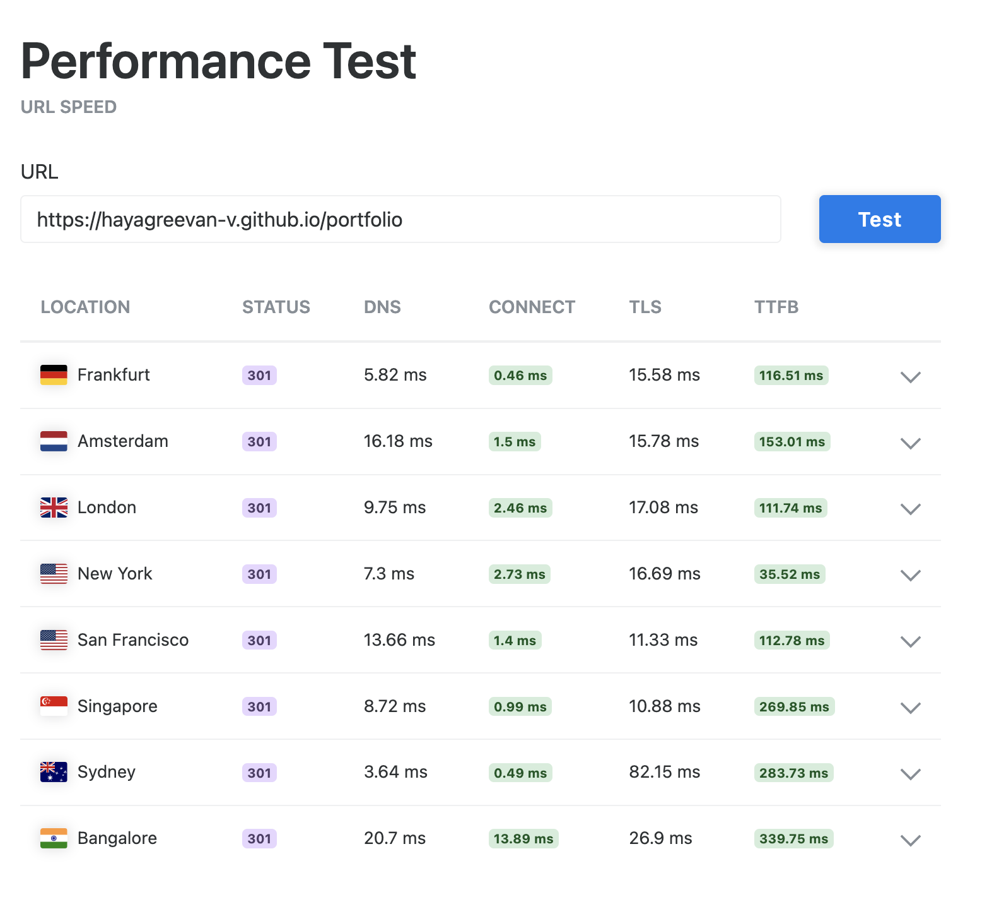 Performance Test
URL SPEED
URL
https://hayagreevan-v.github.io/portfolio Test
LOCATION STATUS DNS CONNECT TLS TTFB
Frankfurt 301 5.82 ms 0.46 ms 15.58 ms 116.51 ms
Amsterdam 301 16.18 ms 1.5 ms 15.78 ms 153.01 ms
London 301 9.75 ms 2.46 ms 17.08 ms 111.74 ms
New York 301 7.3 ms 2.73 ms 16.69 ms 35.52 ms
San Francisco 301 13.66 ms 1.4 ms 11.33 ms 112.78 ms
Singapore 301 8.72 ms 0.99 ms 10.88 ms 269.85 ms
Sydney 301 3.64 ms 0.49 ms 82.15 ms 283.73 ms
Bangalore 301 20.7 ms 13.89 ms 26.9 ms 339.75 ms